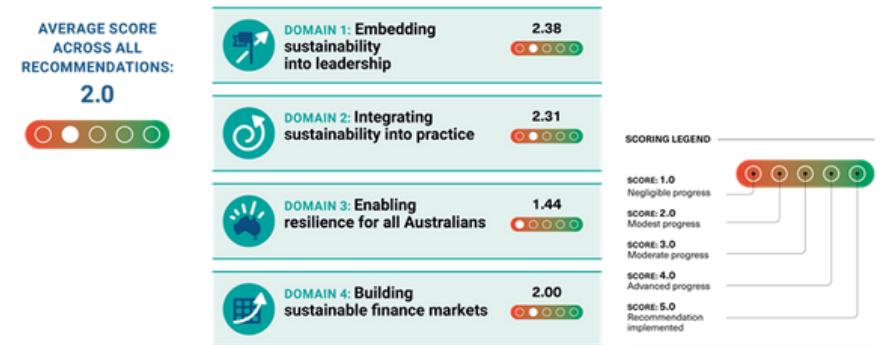 AVERAGE SCORE
ACROSS ALL
RECOMMENDATIONS:
2.0
DOMAIN 1: Embedding
sustainability
into leadership
2.38
DOMAIN 2: Integrating
sustainability into practice
2.31
DOMAIN 3: Enabling
resilience for all Australians
1.44
DOMAIN 4: Building
sustainable finance markets
2.00
SCORING LEGEND
SCORE: 1.0
Negligible progress
SCORE: 2.0
Modest progress
SCORE: 3.0
Moderate progress
SCORE: 4.0
Advanced progress
SCORE: 5.0
Recommendation
implemented